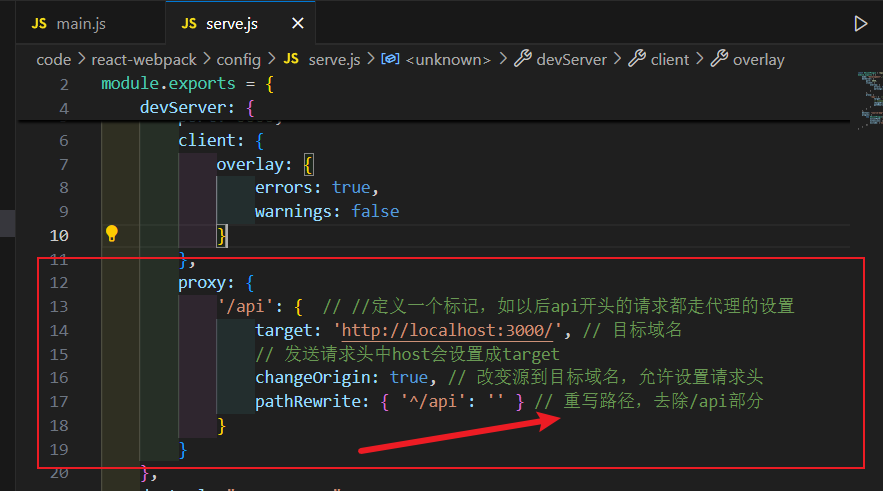 JS main.js
JS serve.js
code > react-webpack > config > JS serve.js > <unknown> > devServer > client > overlay
2 module.exports = {
4 devServer: {
6 client: {
7 overlay: {
8 errors: true,
9 warnings: false
10 }
11 },
12 proxy: {
13 '/api': { // //定义一个标记，如以后api开头的请求都走代理的设置
14 target: 'http://localhost:3000/', // 目标域名
15 // 发送请求头中host会设置成target
16 changeOrigin: true, // 改变源到目标域名，允许设置请求头
17 pathRewrite: { '^/api': '' } // 重写路径，去除/api部分
18 }
19 }
20 },